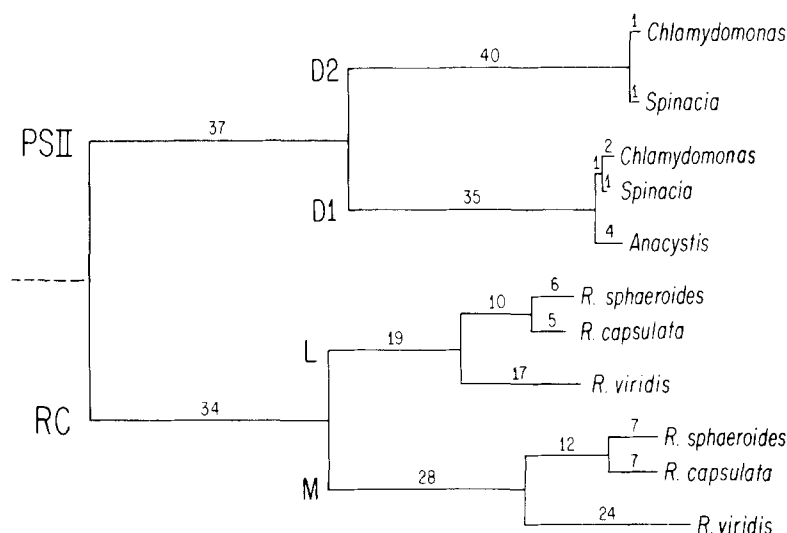 1 Chlamydomonas
40
D2
1 Spinacia
37
PSII
2 Chlamydomonas
1
1 Spinacia
35
D1
4 Anacystis
6 R. sphaeroides
10
5 R. capsulata
19
L
17 R. viridis
34
RC
7 R. sphaeroides
12
7 R. capsulata
28
M
24 R. viridis